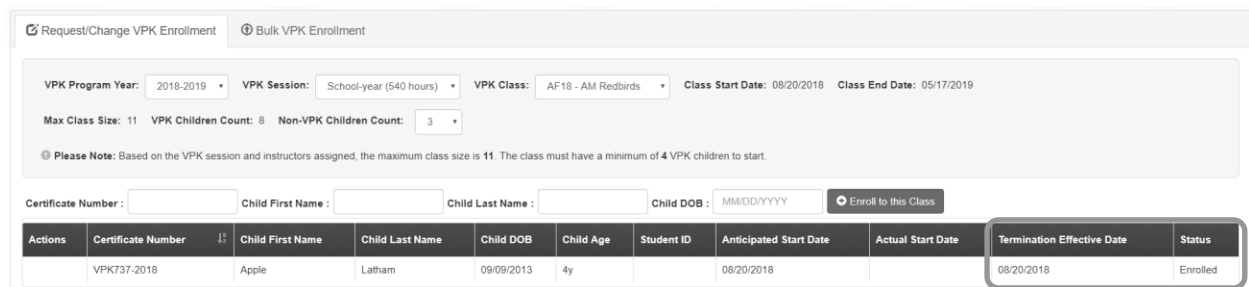 Request/Change VPK Enrollment Bulk VPK Enrollment
VPK Program Year: 2018-2019 VPK Session: School-year (540 hours) VPK Class: AF18 - AM Redbirds Class Start Date: 08/20/2018 Class End Date: 05/17/2019
Max Class Size: 11 VPK Children Count: 8 Non-VPK Children Count: 3
Please Note: Based on the VPK session and instructors assigned, the maximum class size is 11. The class must have a minimum of 4 VPK children to start.
Certificate Number : Child First Name : Child Last Name : Child DOB : MM/DD/YYYY Enroll to this Class
Actions Certificate Number Child First Name Child Last Name Child DOB Child Age Student ID Anticipated Start Date Actual Start Date Termination Effective Date Status
VPK737-2018 Apple Latham 09/09/2013 4y 08/20/2018 08/20/2018 Enrolled